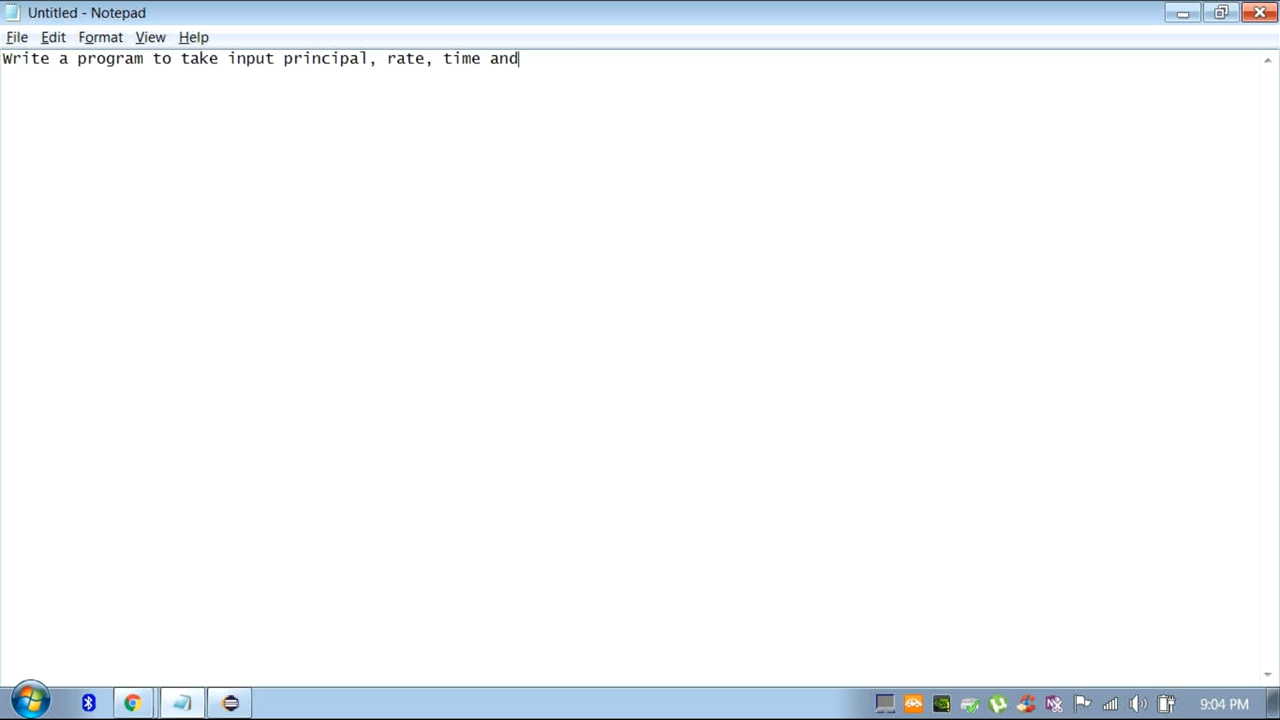 Untitled - Notepad
File Edit Format View Help
Write a program to take input principal, rate, time and
9:04 PM